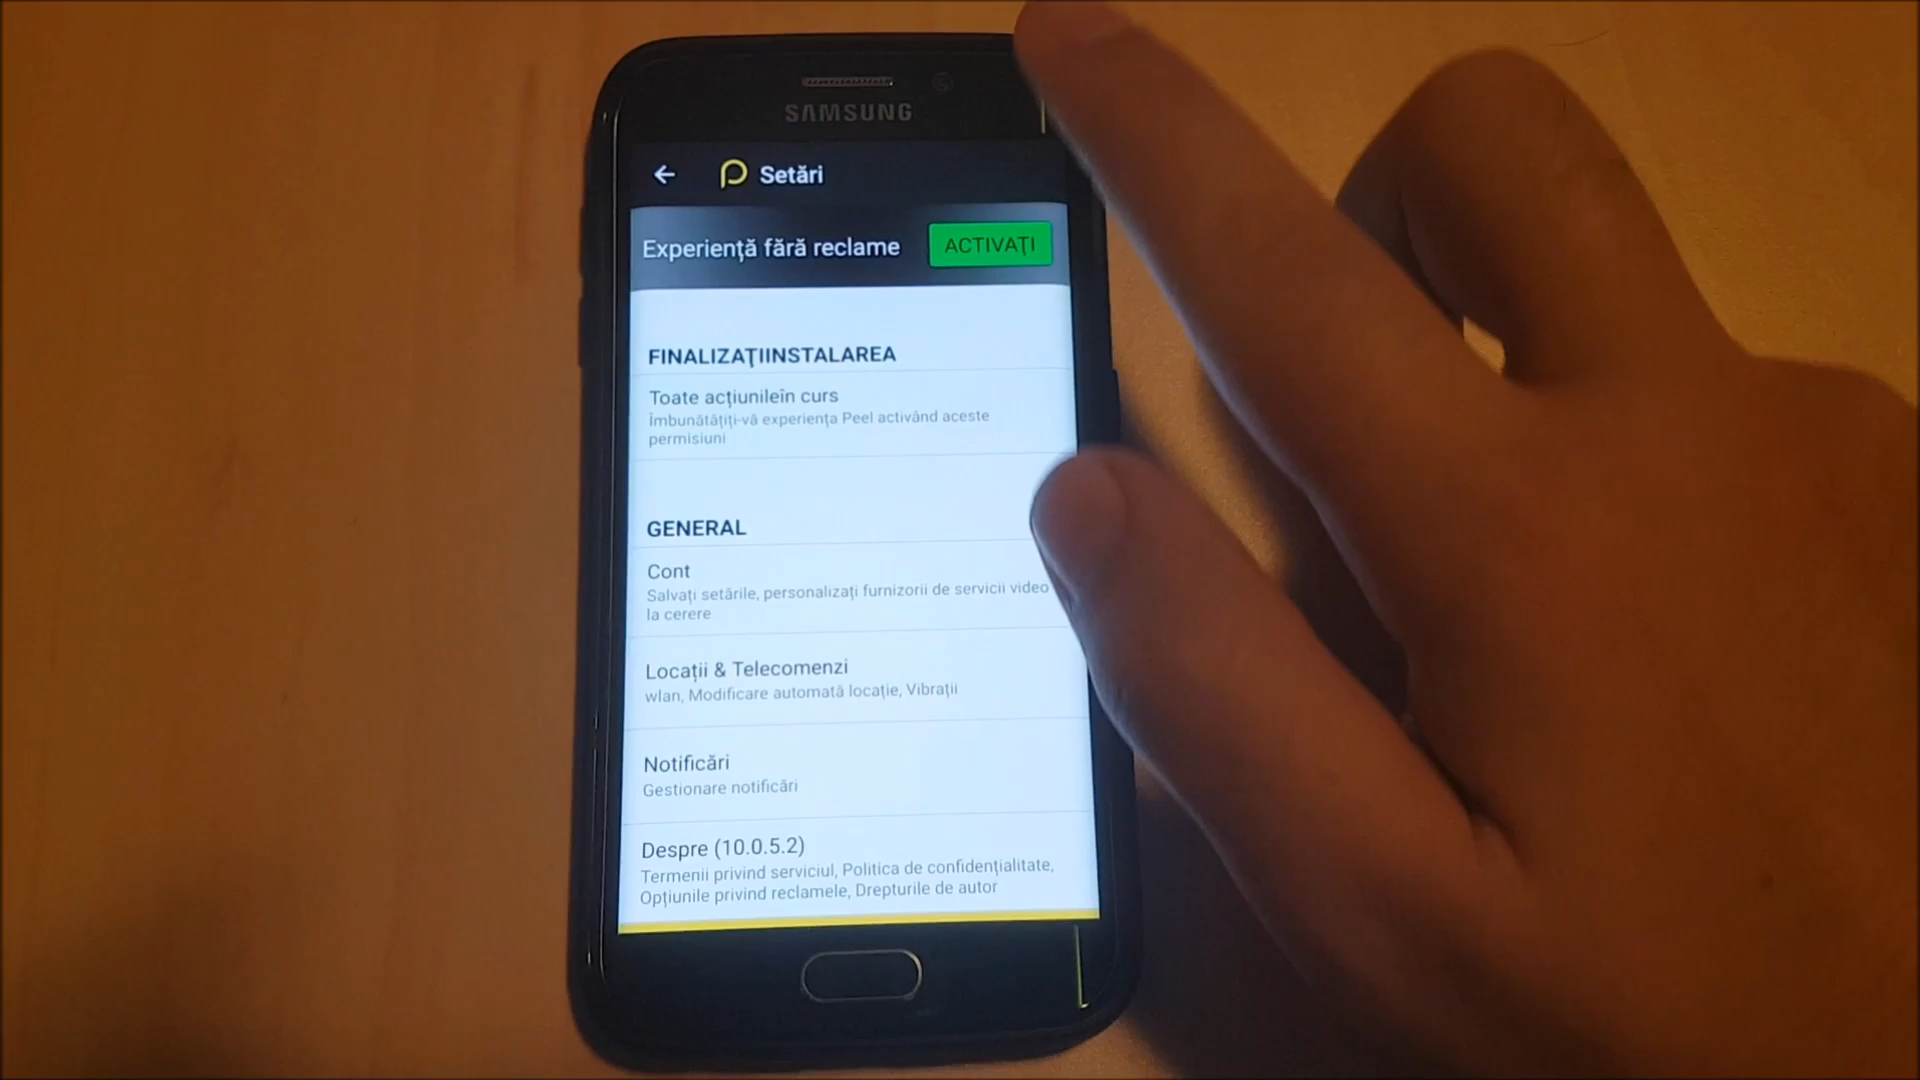 SAMSUNG
Setări
Experiență fără reclame
ACTIVAȚI
FINALIZAȚIINSTALAREA
Toate acțiunileîn curs
Îmbunătățiți-vă experiența Peel activând aceste
permisiuni
GENERAL
Cont
Salvați setările, personalizați furnizorii de servicii video
la cerere
Locații & Telecomenzi
wlan, Modificare automată locație, Vibrații
Notificări
Gestionare notificări
Despre (10.0.5.2)
Termenii privind serviciul, Politica de confidențialitate,
Opțiunile privind reclamele, Drepturile de autor